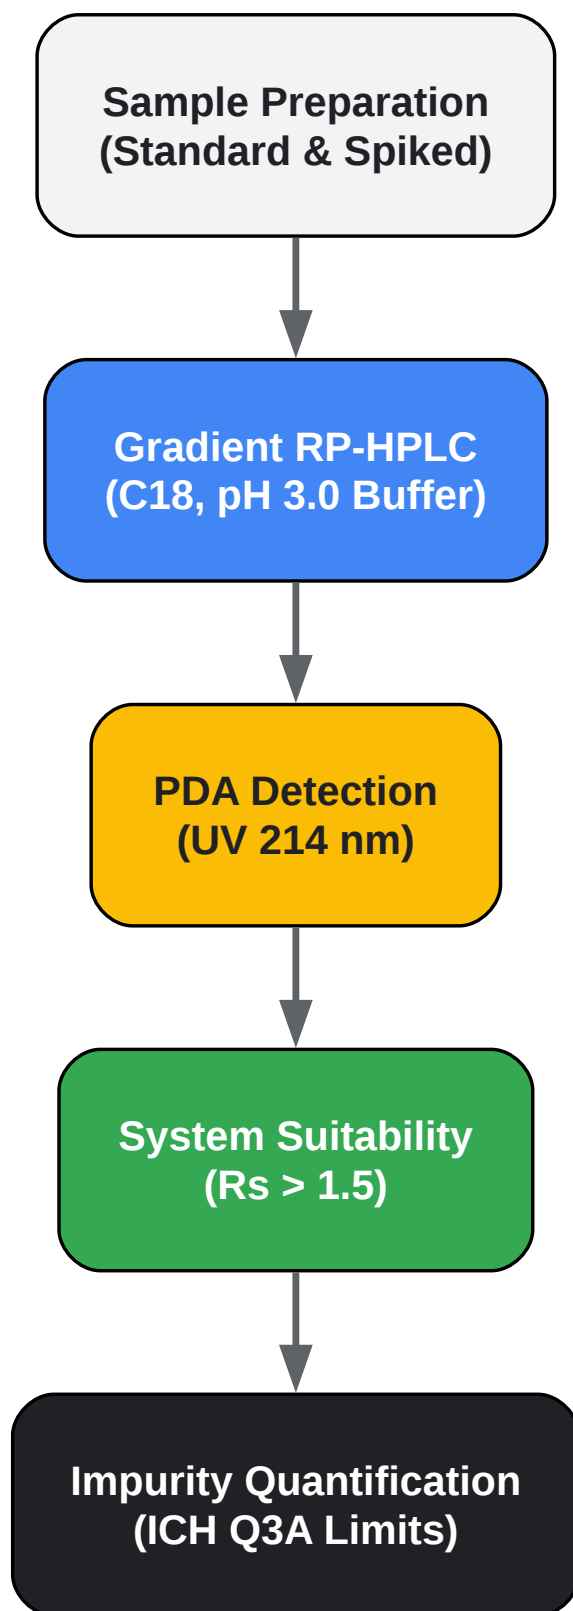 Sample Preparation
(Standard & Spiked)
Gradient RP-HPLC
(C18, pH 3.0 Buffer)
PDA Detection
(UV 214 nm)
System Suitability
(Rs > 1.5)
Impurity Quantification
(ICH Q3A Limits)